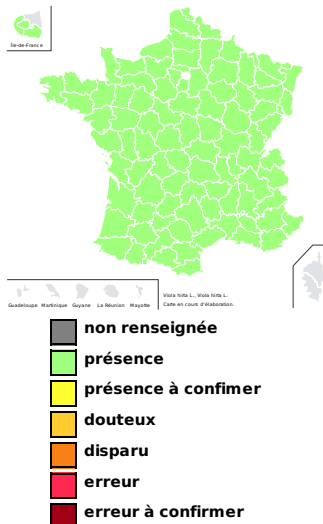 Île-de-France
Guadeloupe Martinique Guyane La Réunion Mayotte
Viola hirta L., Viola hirta L.
Carte en cours d'élaboration.
non renseignée
présence
présence à confimer
douteux
disparu
erreur
erreur à confirmer